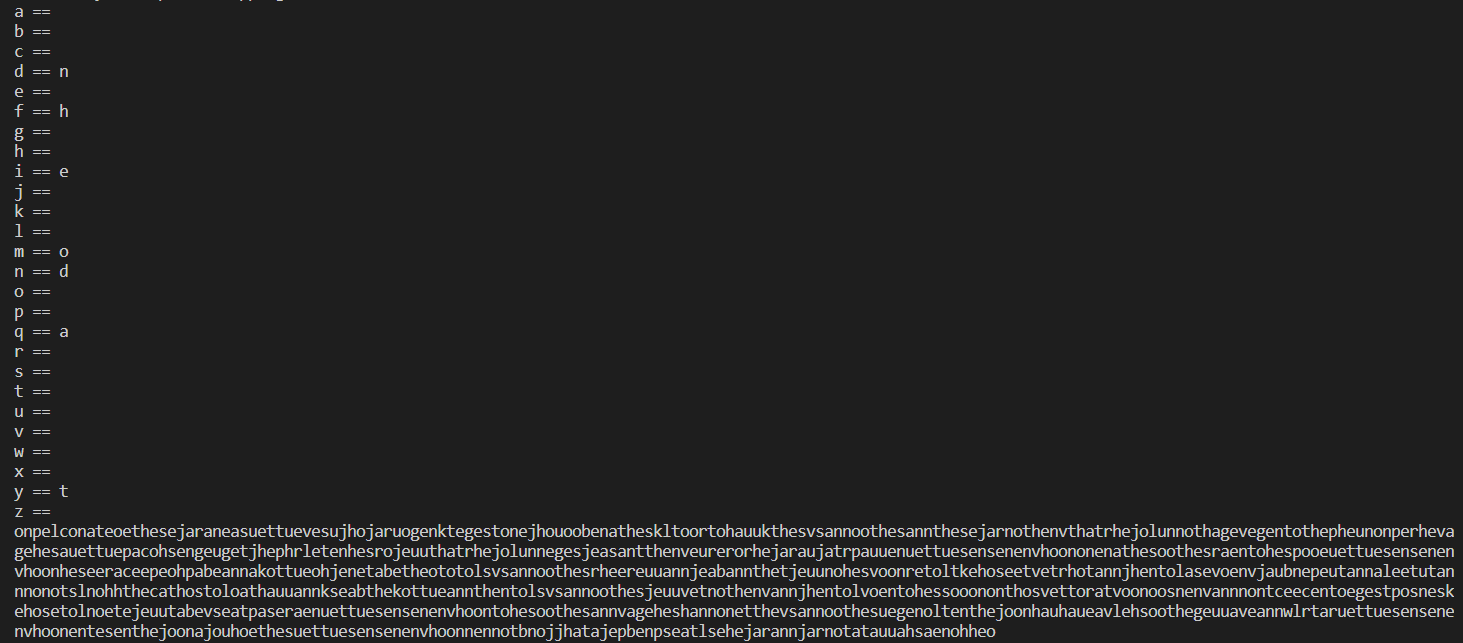 a ==
b ==
c ==
d == n
e ==
f == h
g ==
h ==
i == e
j ==
k ==
l ==
m == o
n == d
o ==
p ==
q == a
r ==
s ==
t ==
u ==
v ==
w ==
x ==
y == t
z ==
onpelconateoethesejaraneasuettuevesujhojaruogenktegestonejhouoobenatheskltoortohauukthesvsannoothesannthesejarnothenvthatrhejolunnothagevegentothepheunonperheva
gehesauettuepacohsengeugetjhephrletenhesrojeuuthatrhejolunnegesjeasantthenveurerorhejaraujatrpauuenuettuesensenenvhoononenathesoothesraentohespooeuettuesensenen
vhoonheseeraceepeohpabeannakottueohjenetabetheototolsvsannoothesrheereuuannjeabannthetjeuunohesvoonretoltkehoseetvetrhotannjhentolasevoenvjaubnepeutannaleetutan
nnonotslnohhthecathostoloathauuannkseabthekottueannthentolsvsannoothesjeuuvetnothenvannjhentolvoentohessooononthosvettoratvoonoosnenvannnontceecentoegestposnesk
ehosetolnoetejeuutabevseatpaseraenuettuesensenenvhoontohesoothesannvageheshannonetthevsannoothesuegenoltenthejoonhauhaueavlehsoothegeuuaveannwlrtaruettuesensene
nvhoonentesenthejoonajouhoethesuettuesensenenvhoonnennotbnojjhatajepbenpseatlsehejarannjarnotatauuahsaenohheo